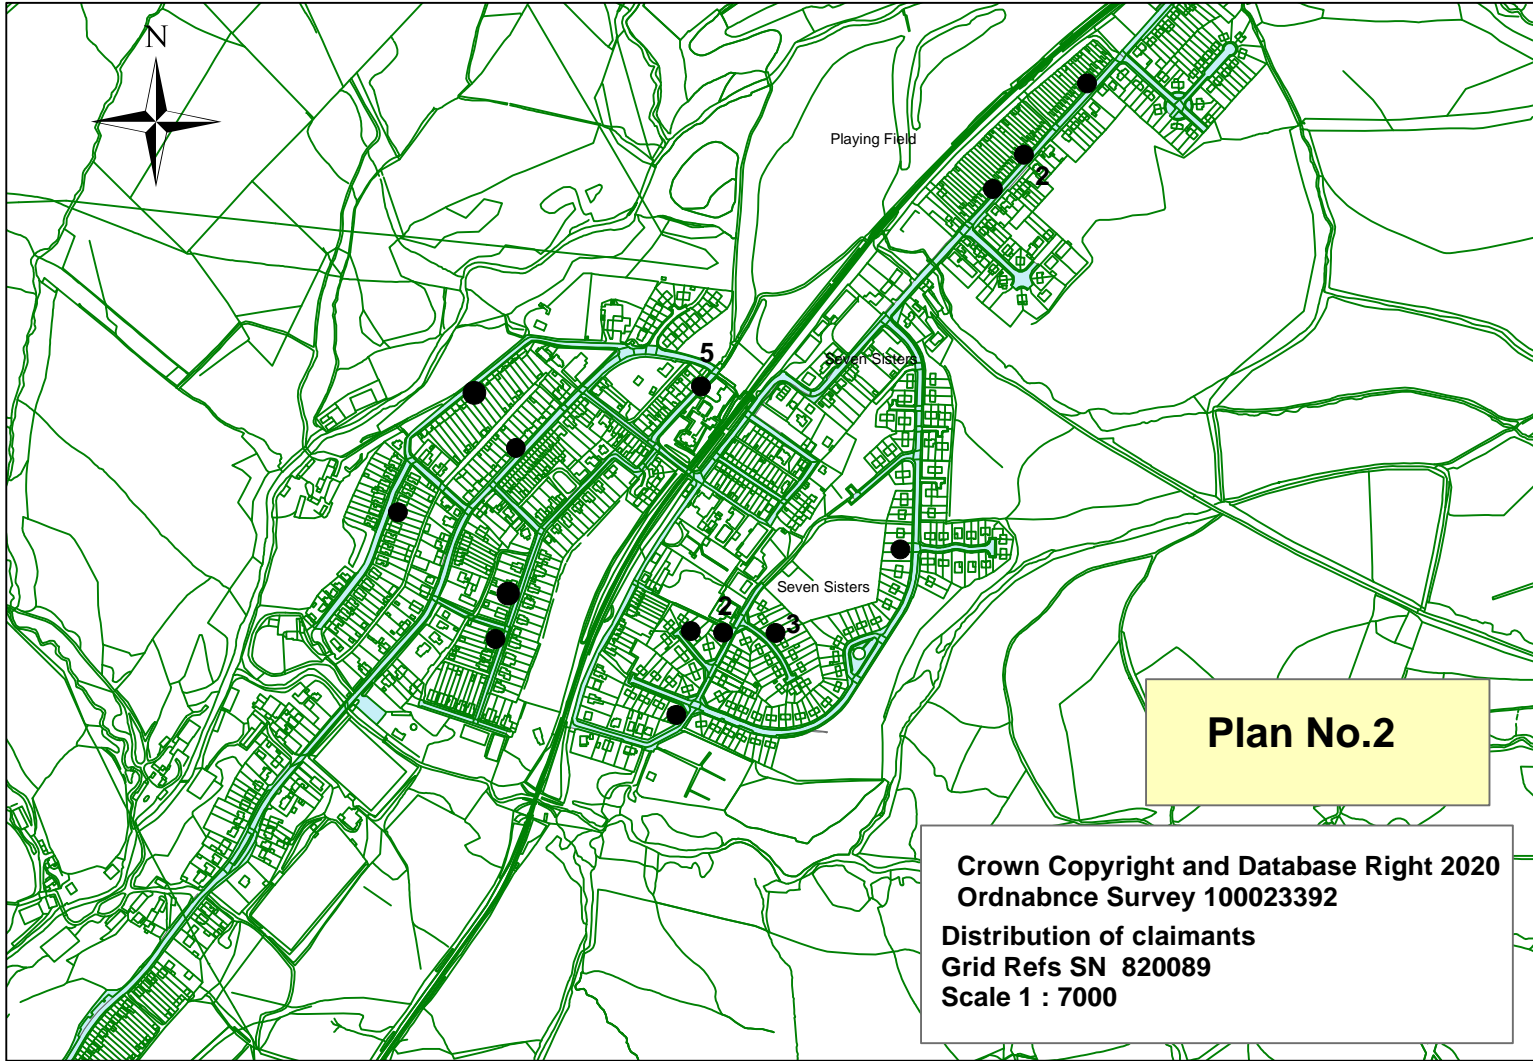 N
Playing Field
2
5
Seven Sisters
Seven Sisters
2
3
Plan No.2
Crown Copyright and Database Right 2020
Ordnabnce Survey 100023392
Distribution of claimants
Grid Refs SN 820089
Scale 1 : 7000